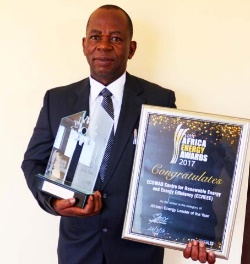 AFRICA
ENERGY
AWARDS
2017
Congratulates
ECOWAS Centre for Renewable Energy
and Energy Efficiency (ECREEE)
African Energy Leader of the Year